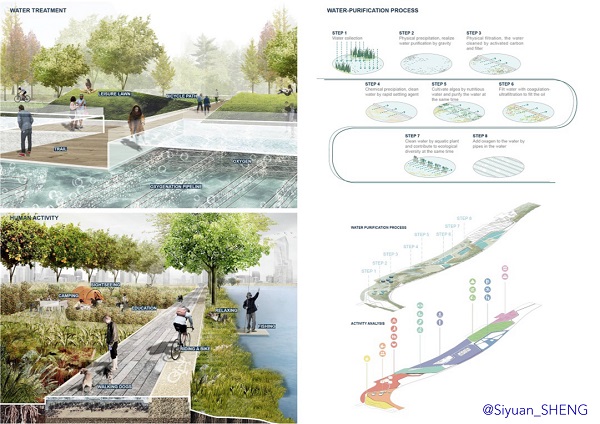 WATER TREATMENT
LEISURE LAWN
BICYCLE PATH
TRAIL
OXYGEN
OXYGENATION PIPELINE
HUMAN ACTIVITY
SIGHTSEEING
CAMPING
EDUCATION
RELAXING
FISHING
RIDING A BIKE
WALKING DOGS
WATER-PURIFICATION PROCESS
STEP 1
Water collection
STEP 2
Physical precipitation, realize
water purification by gravity
STEP 3
Physical filtration, the water
cleaned by activated carbon
and filter
STEP 4
Chemical precipitation, clean
water by rapid settling agent
STEP 5
Cultivate algea by nutritious
water and purify the water at
the same time
STEP 6
Filt water with coagulation
ultrafiltration to filt the oil
STEP 7
Clean water by aquatic plant
and contribute to ecological
diversity at the same time
STEP 8
Add oxygen to the water by
pipes in the water
WATER PURIFICATION PROCESS
STEP 8
STEP 7
STEP 6
STEP 5
STEP 4
STEP 3
STEP 2
STEP 1
ACTIVITY ANALYSIS
@Siyuan_SHENG